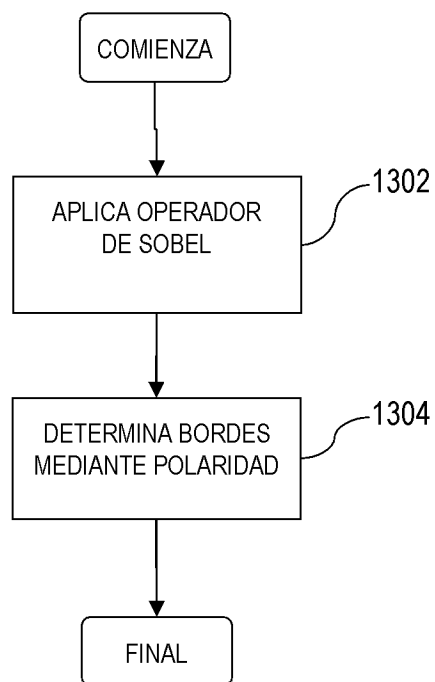 COMIENZA
1302
APLICA OPERADOR
DE SOBEL
1304
DETERMINA BORDES
MEDIANTE POLARIDAD
FINAL